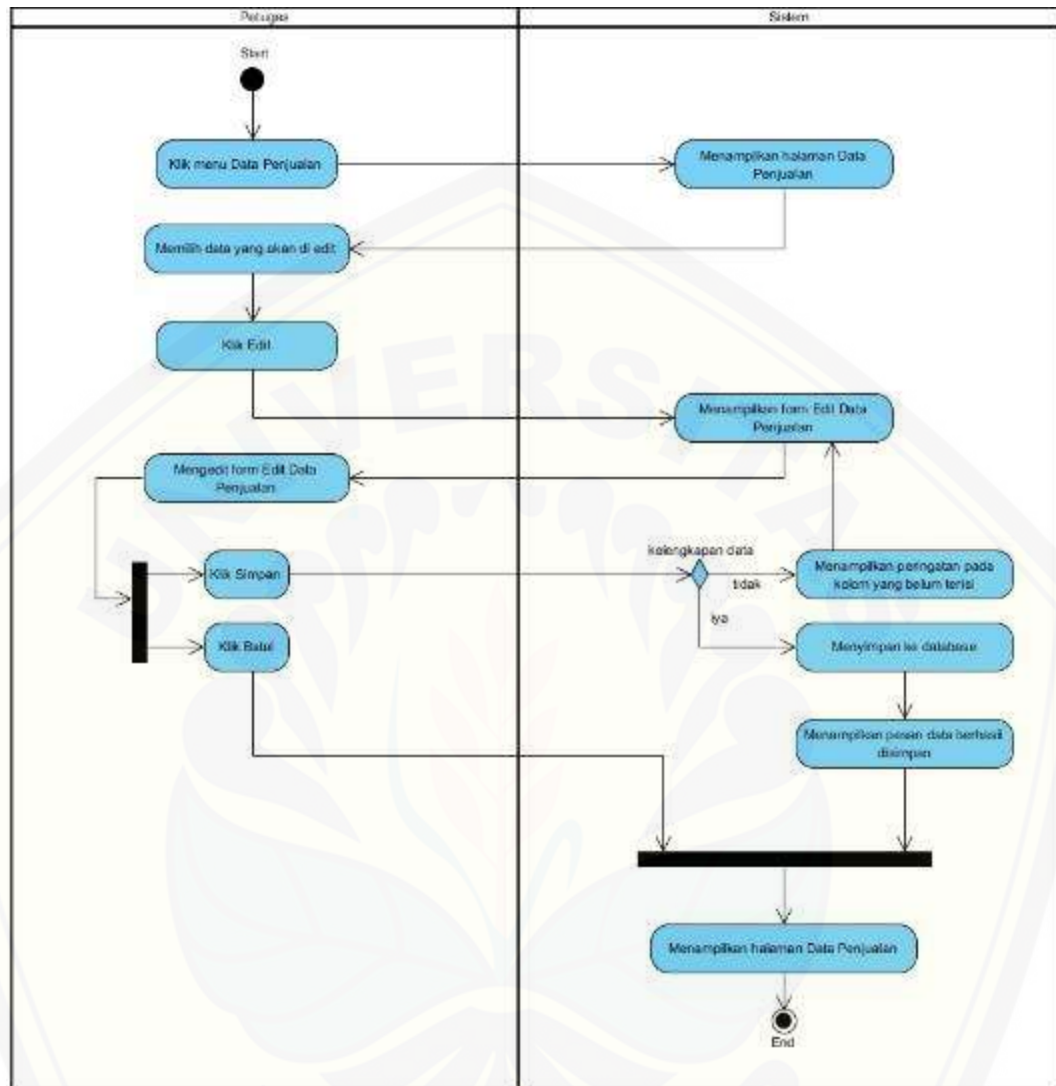 Petugas
Sistem
Start
Klik menu Data Penjualan
Menampilkan halaman Data
Penjualan
Memilih data yang akan di edit
Klik Edit
Menampilkan form Edit Data
Penjualan
Mengedit form Edit Data
Penjualan
Klik Simpan
kelengkapan data
tidak
Menampilkan peringatan pada
kolom yang belum terisi
iya
Klik Batal
Menyimpan ke database
Menampilkan pesan data berhasil
disimpan
Menampilkan halaman Data Penjualan
End
UNIVERSITAS